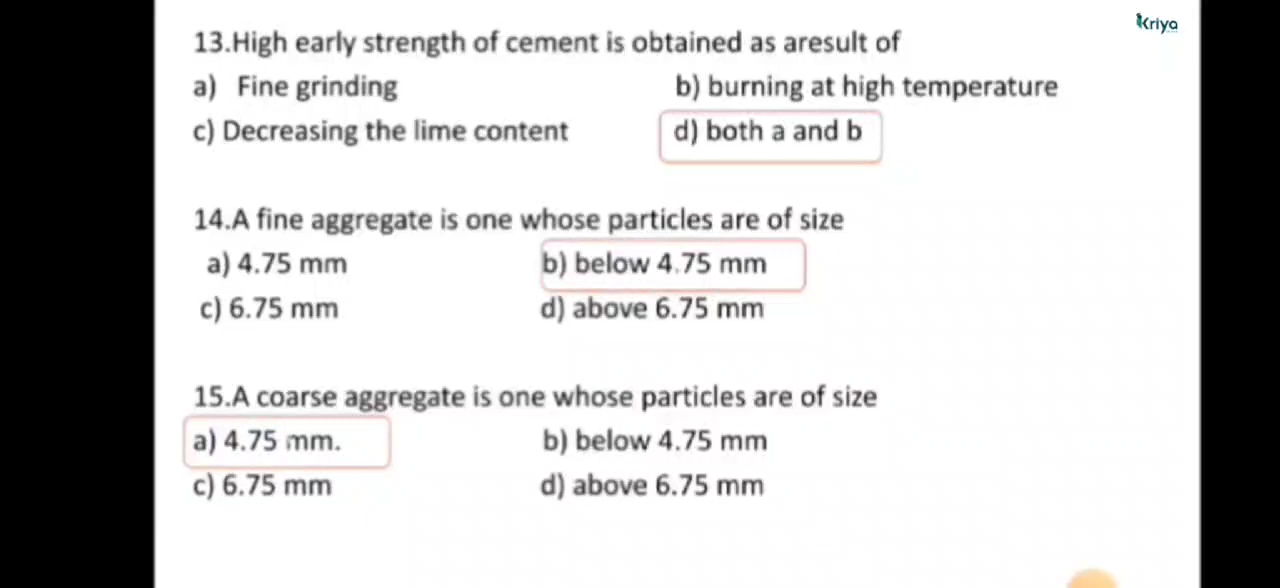 Kriya
13.High early strength of cement is obtained as aresult of
a) Fine grinding
b) burning at high temperature
c) Decreasing the lime content
d) both a and b
14.A fine aggregate is one whose particles are of size
a) 4.75 mm
b) below 4.75 mm
c) 6.75 mm
d) above 6.75 mm
15.A coarse aggregate is one whose particles are of size
a) 4.75 mm.
b) below 4.75 mm
c) 6.75 mm
d) above 6.75 mm